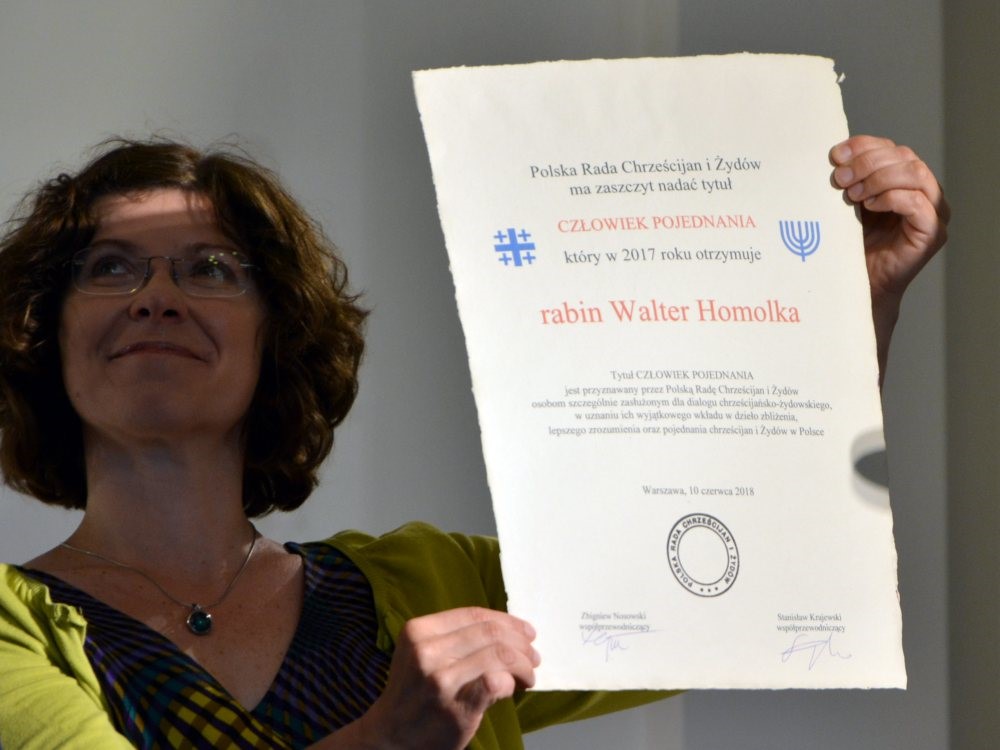 Polska Rada Chrześcijan i Żydów
ma zaszczyt nadać tytuł
CZŁOWIEK POJEDNANIA
który w 2017 roku otrzymuje
rabin Walter Homolka
Tytuł CZŁOWIEK POJEDNANIA
jest przyznawany przez Polską Radę Chrześcijan i Żydów
osobom szczególnie zasłużonym dla dialogu chrześcijańsko-żydowskiego,
w uznaniu ich wyjątkowego wkładu w dzieło zbliżenia,
lepszego zrozumienia oraz pojednania chrześcijan i Żydów w Polsce
Warszawa, 10 czerwca 2018
POLSKA RADA CHRZEŚCIJAN I ŻYDÓW
Zbigniew Nosowski
współprzewodniczący
Stanisław Krajewski
współprzewodniczący